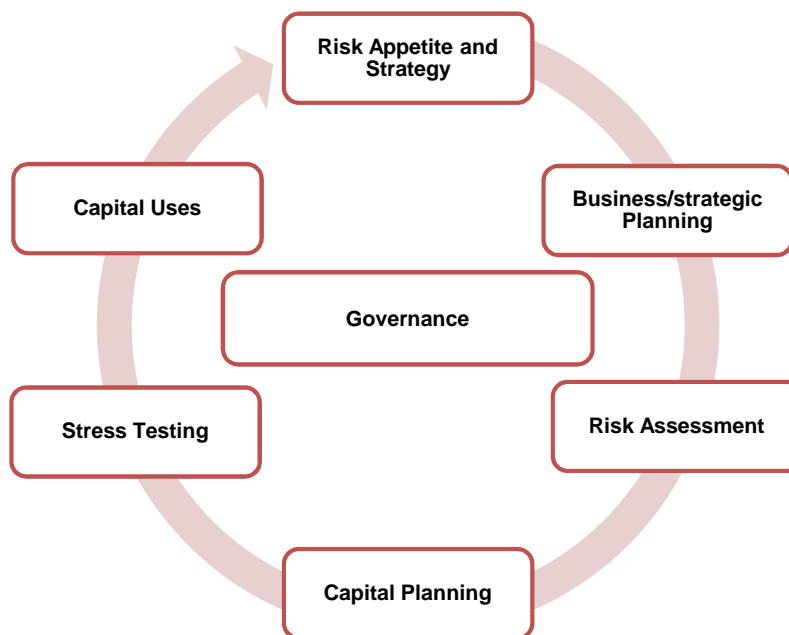 Risk Appetite and
Strategy
Business/strategic
Planning
Capital Uses
Governance
Risk Assessment
Stress Testing
Capital Planning